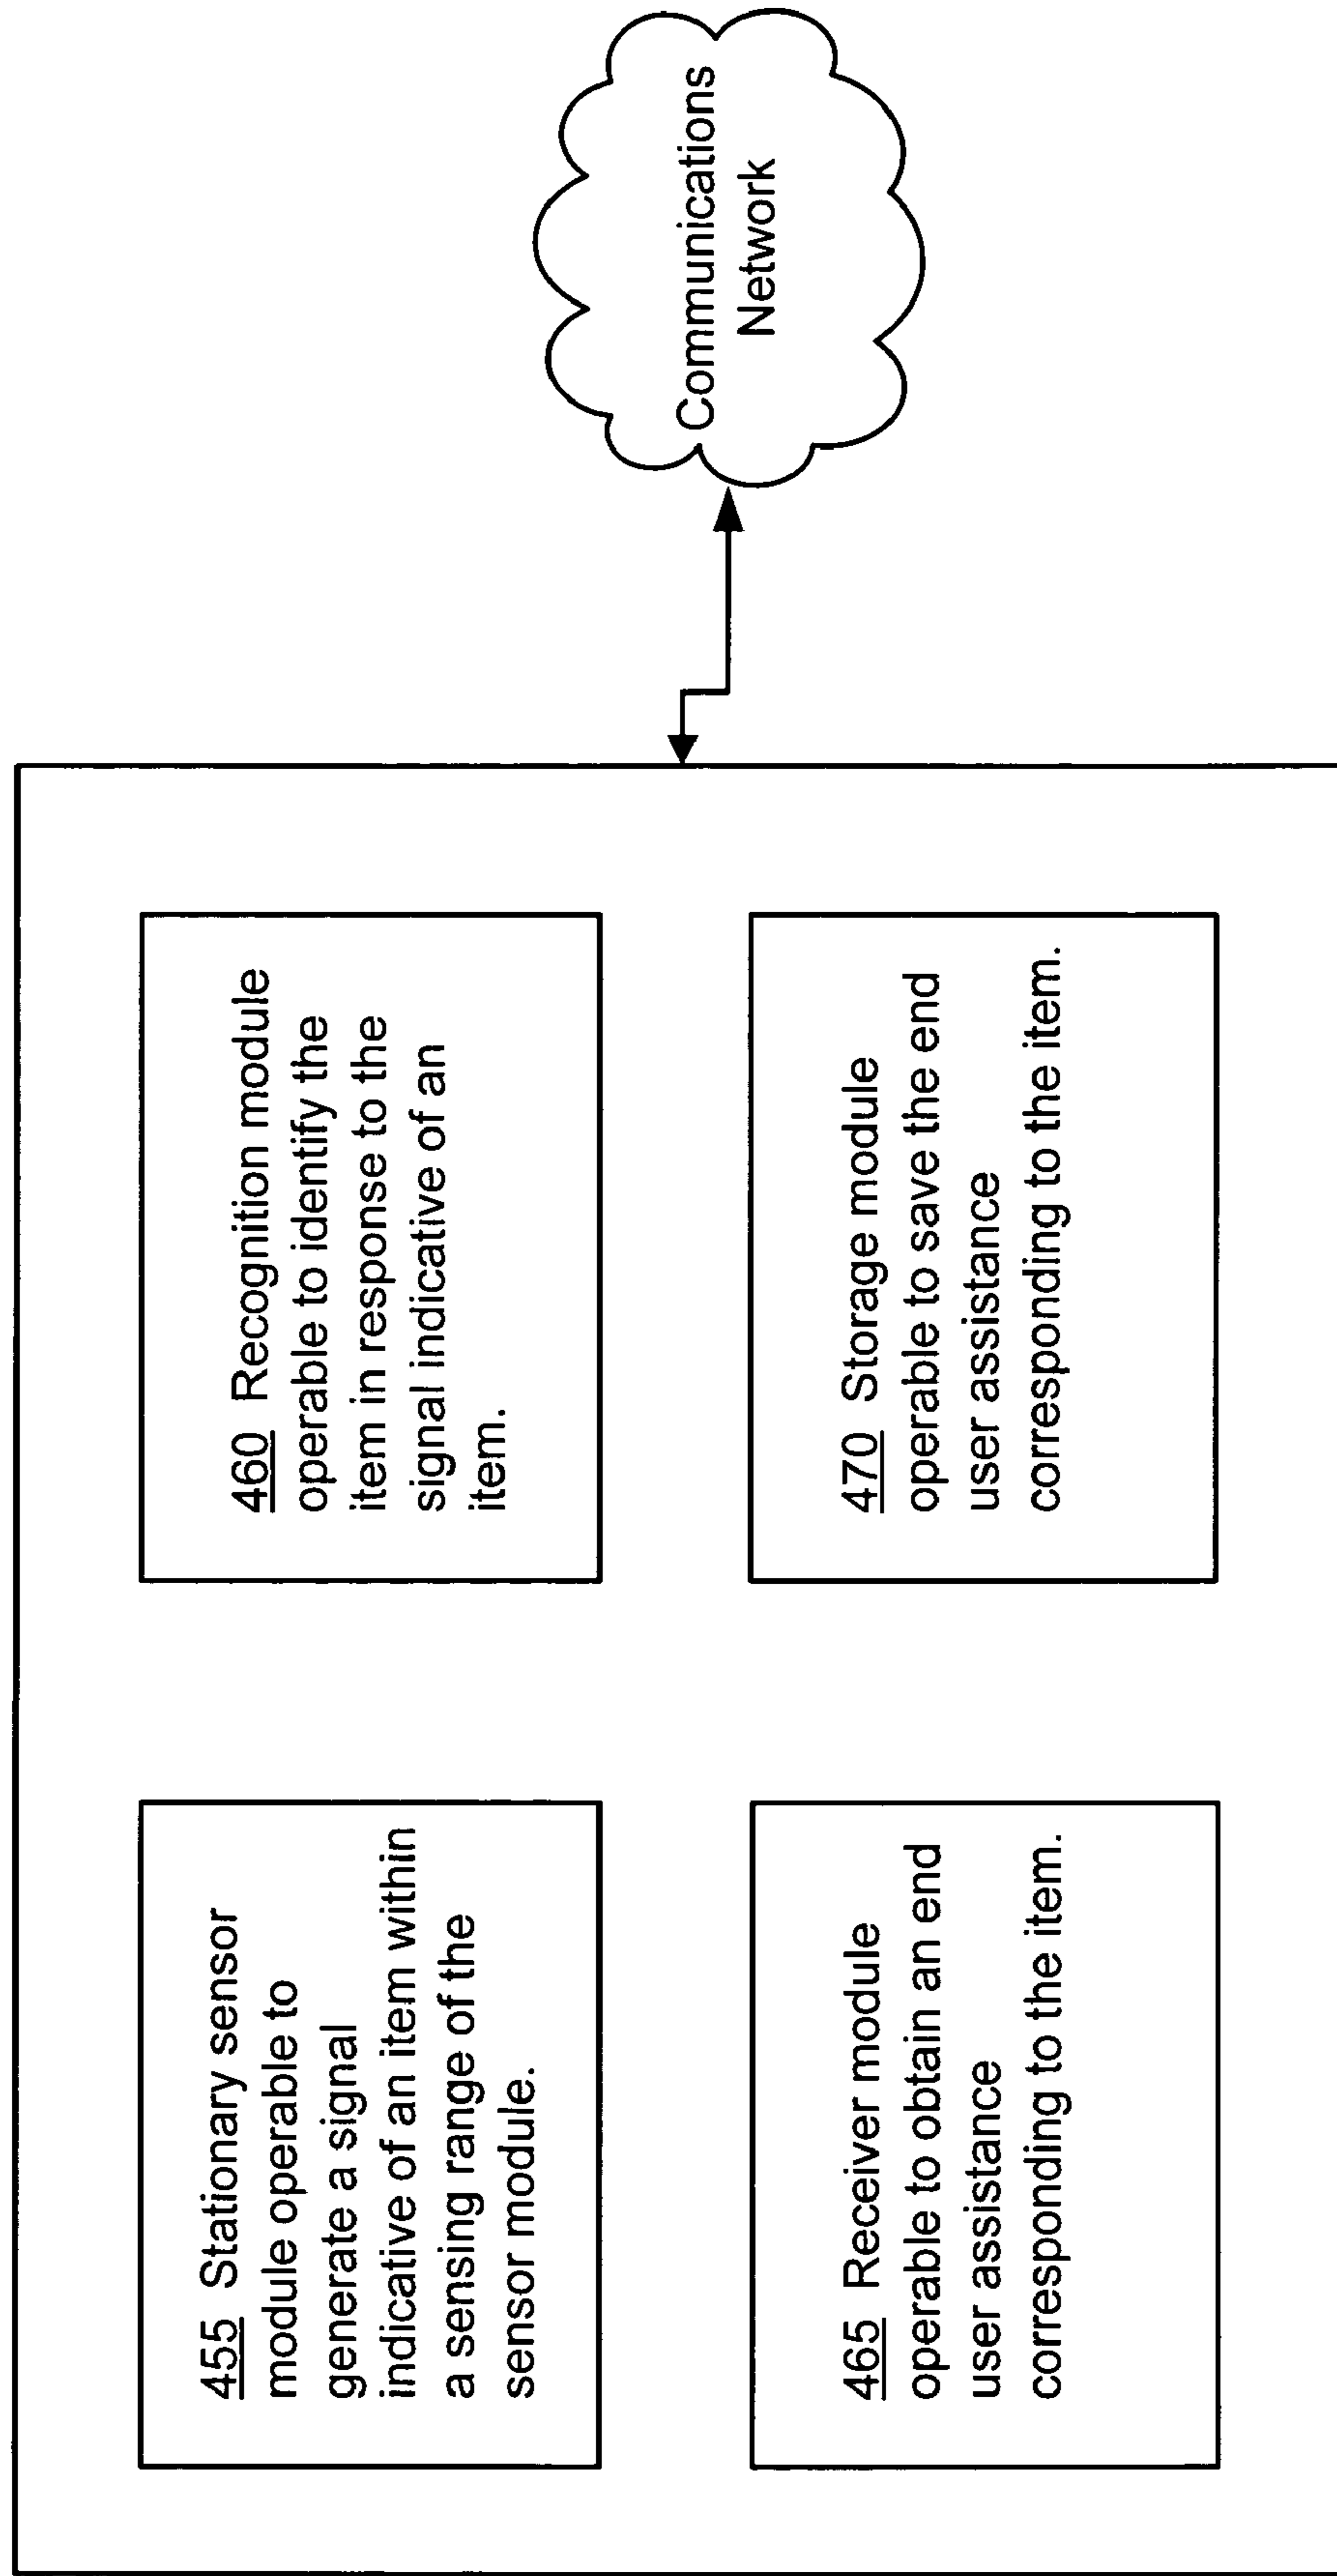 455 Stationary sensor
module operable to
generate a signal
indicative of an item within
a sensing range of the
sensor module.
460 Recognition module
operable to identify the
item in response to the
signal indicative of an
item.
465 Receiver module
operable to obtain an end
user assistance
corresponding to the item.
470 Storage module
operable to save the end
user assistance
corresponding to the item.
Communications
Network